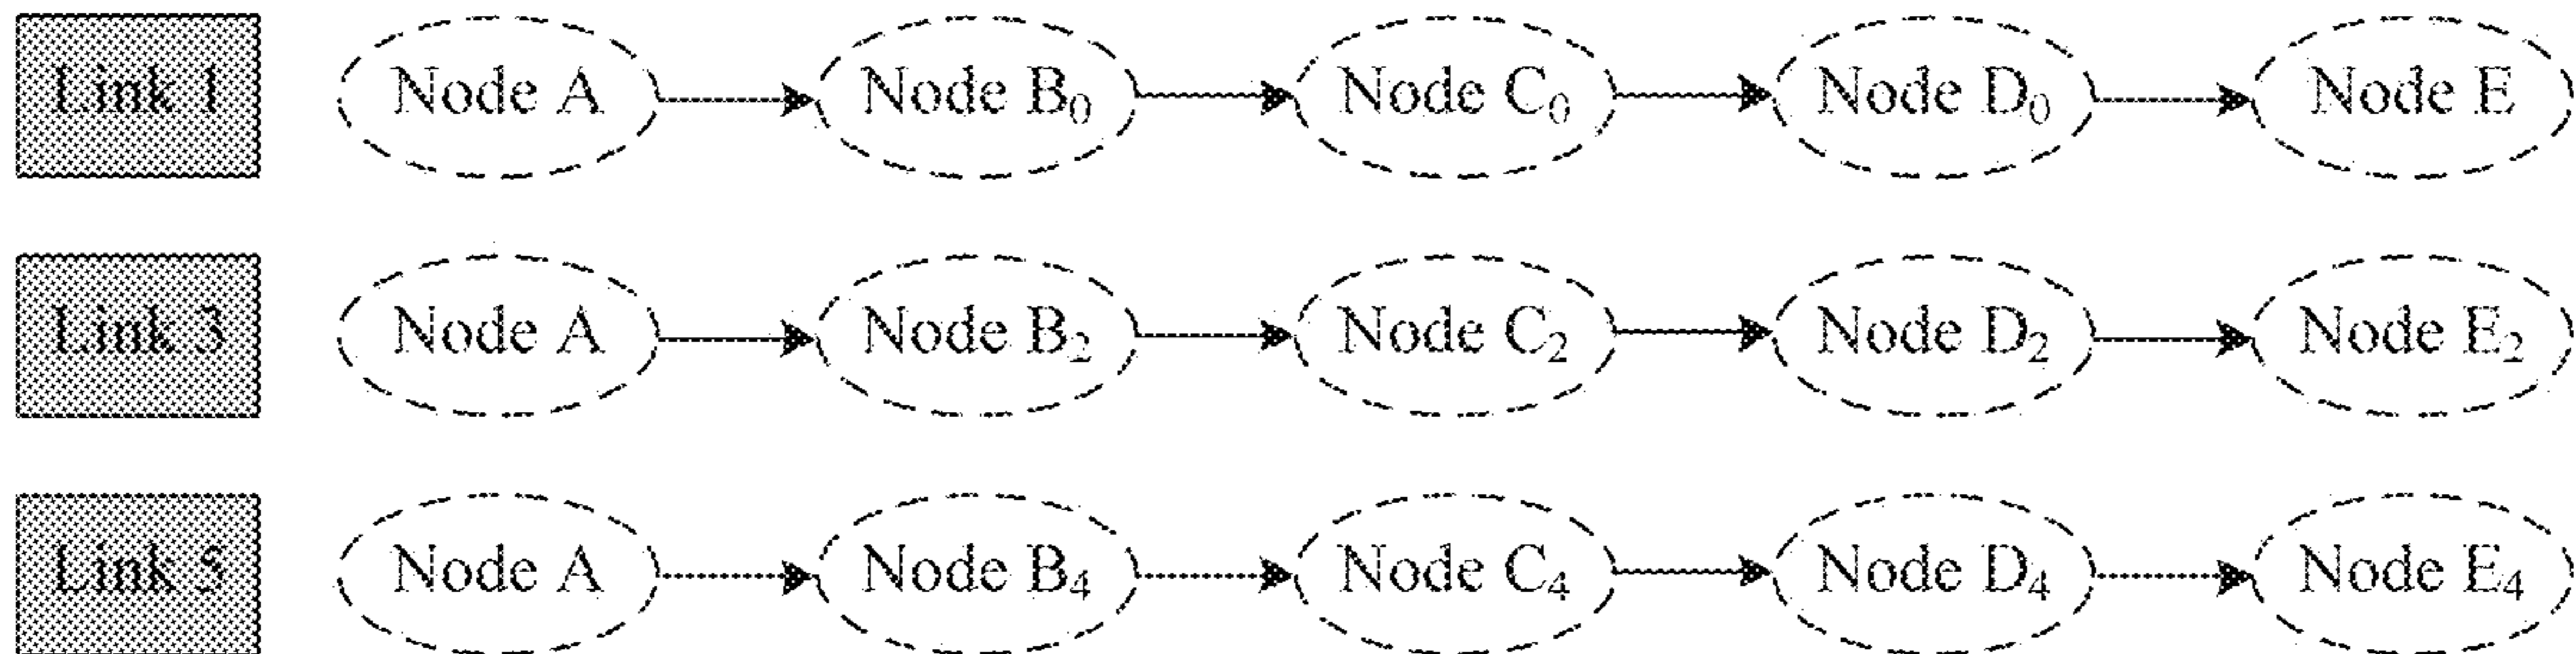 Link 1 Node A Node B₀ Node C₀ Node D₀ Node E
Link 3 Node A Node B₂ Node C₂ Node D₂ Node E₂
Link 5 Node A Node B₄ Node C₄ Node D₄ Node E₄